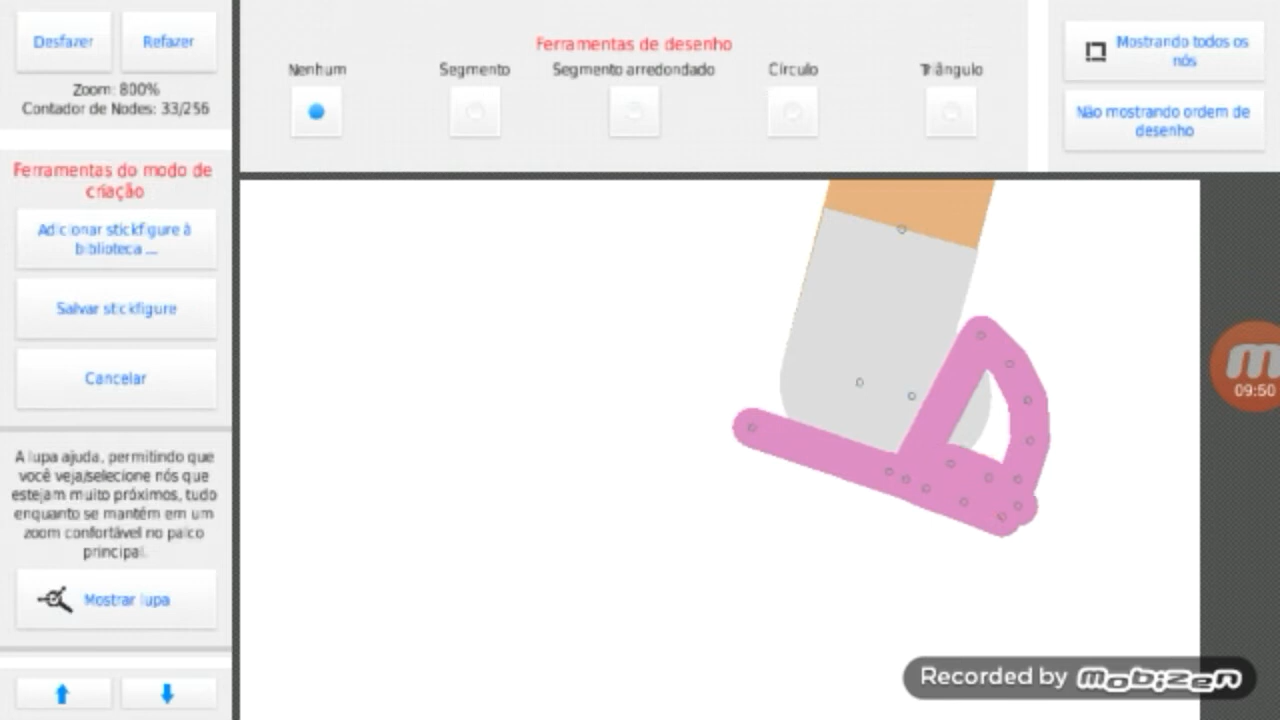 Desfazer
Refazer
Zoom: 800%
Contador de Nodes: 33/256
Ferramentas do modo de
criação
Adicionar stickfigure à
biblioteca ...
Salvar stickfigure
Cancelar
A lupa ajuda, permitindo que
você veja/selecione nós que
estejam muito próximos, tudo
enquanto se mantém em um
zoom confortável no palco
principal.
Mostrar lupa
Ferramentas de desenho
Nenhum
Segmento
Segmento arredondado
Círculo
Triângulo
Mostrando todos os
nós
Não mostrando ordem de
desenho
09:50
Recorded by mobizen